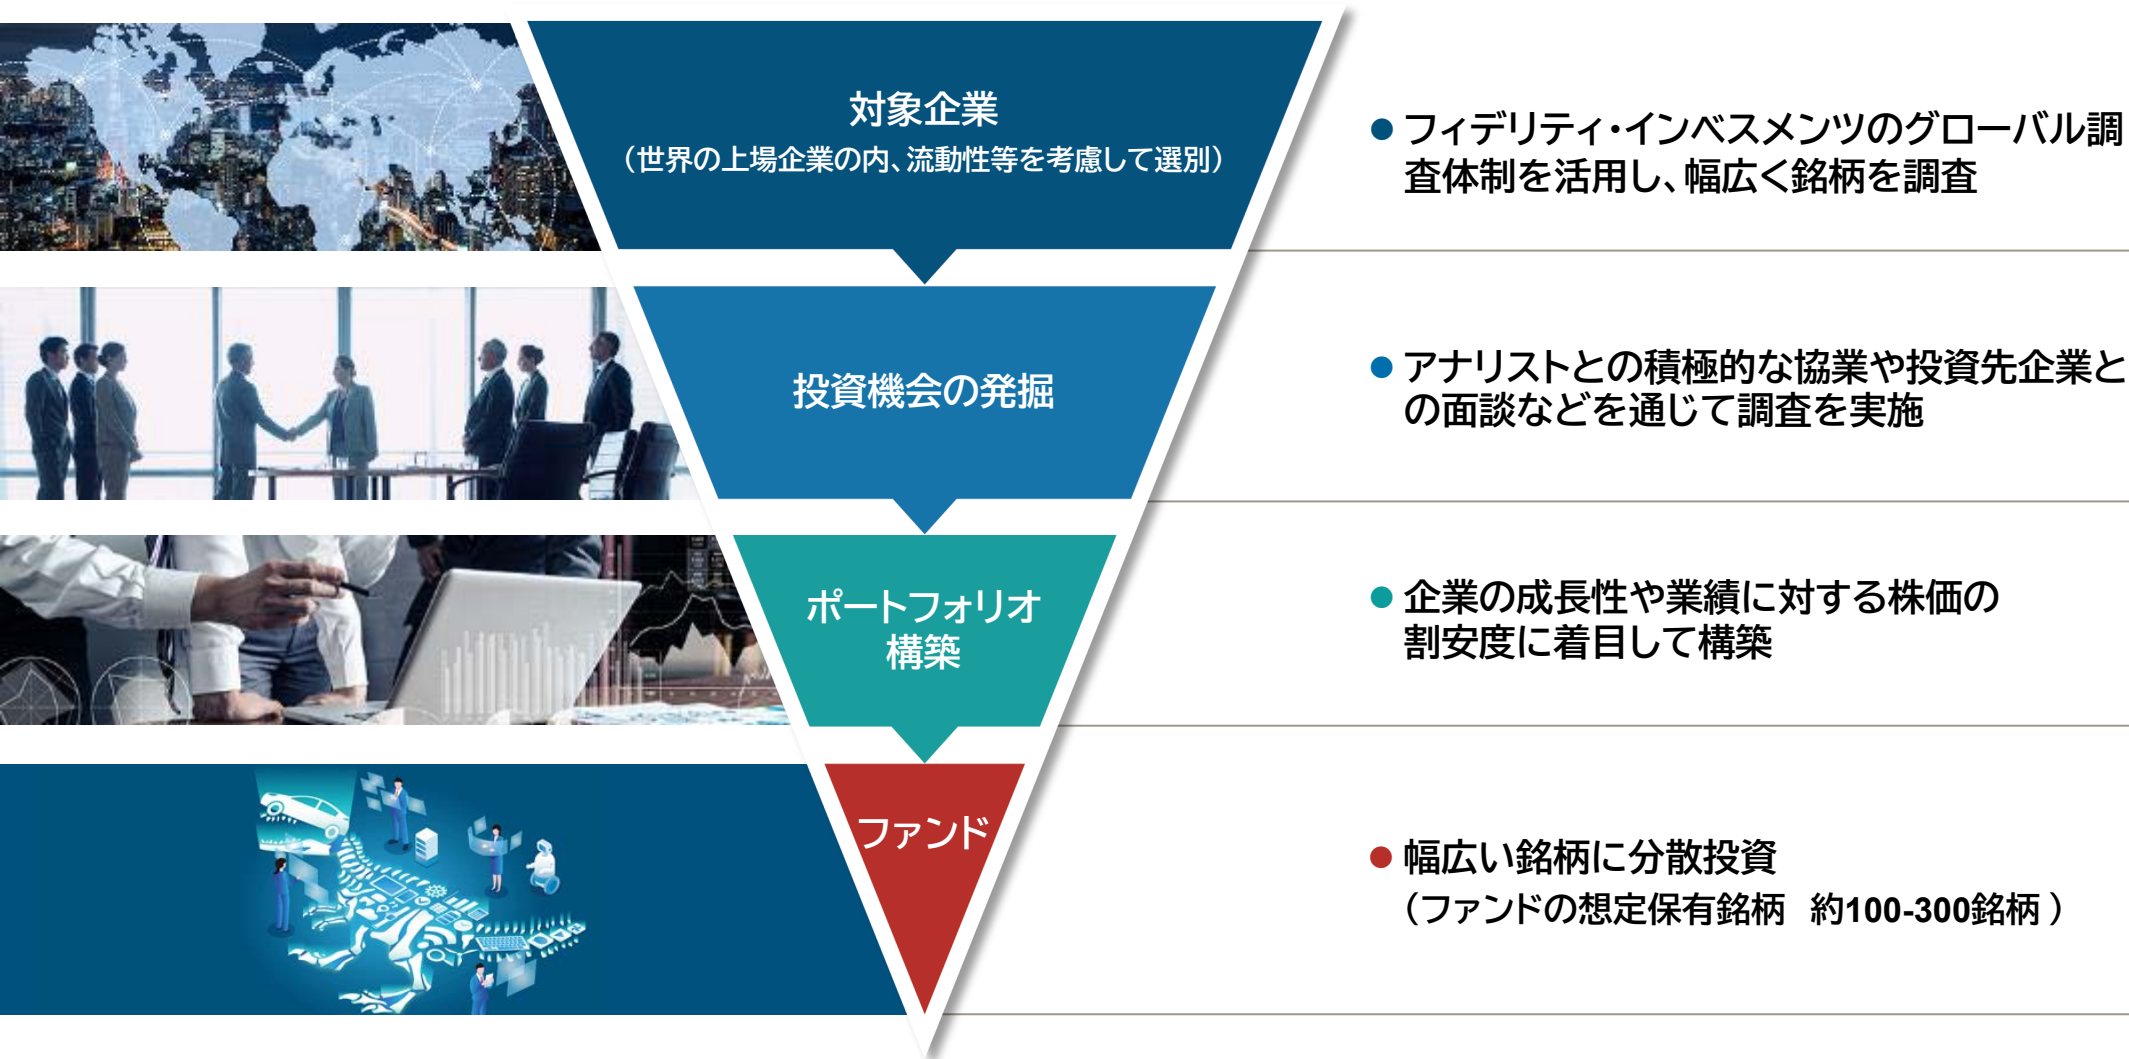 対象企業
（世界の上場企業の内、流動性等を考慮して選別）
● フィデリティ・インベスメンツのグローバル調
査体制を活用し、幅広く銘柄を調査
投資機会の発掘
● アナリストとの積極的な協業や投資先企業と
の面談などを通じて調査を実施
ポートフォリオ
構築
● 企業の成長性や業績に対する株価の
割安度に着目して構築
ファンド
● 幅広い銘柄に分散投資
（ファンドの想定保有銘柄　約100-300銘柄 ）